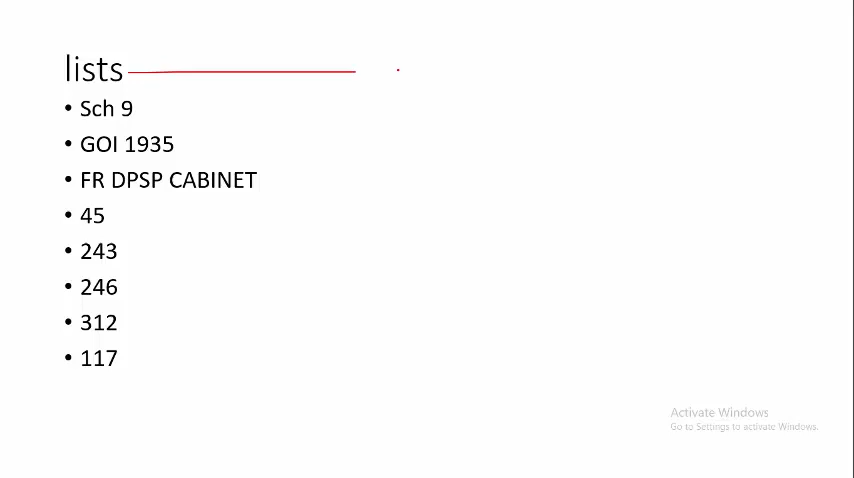 lists
• Sch 9
• GOI 1935
• FR DPSP CABINET
• 45
• 243
• 246
• 312
• 117
Activate Windows
Go to Settings to activate Windows.